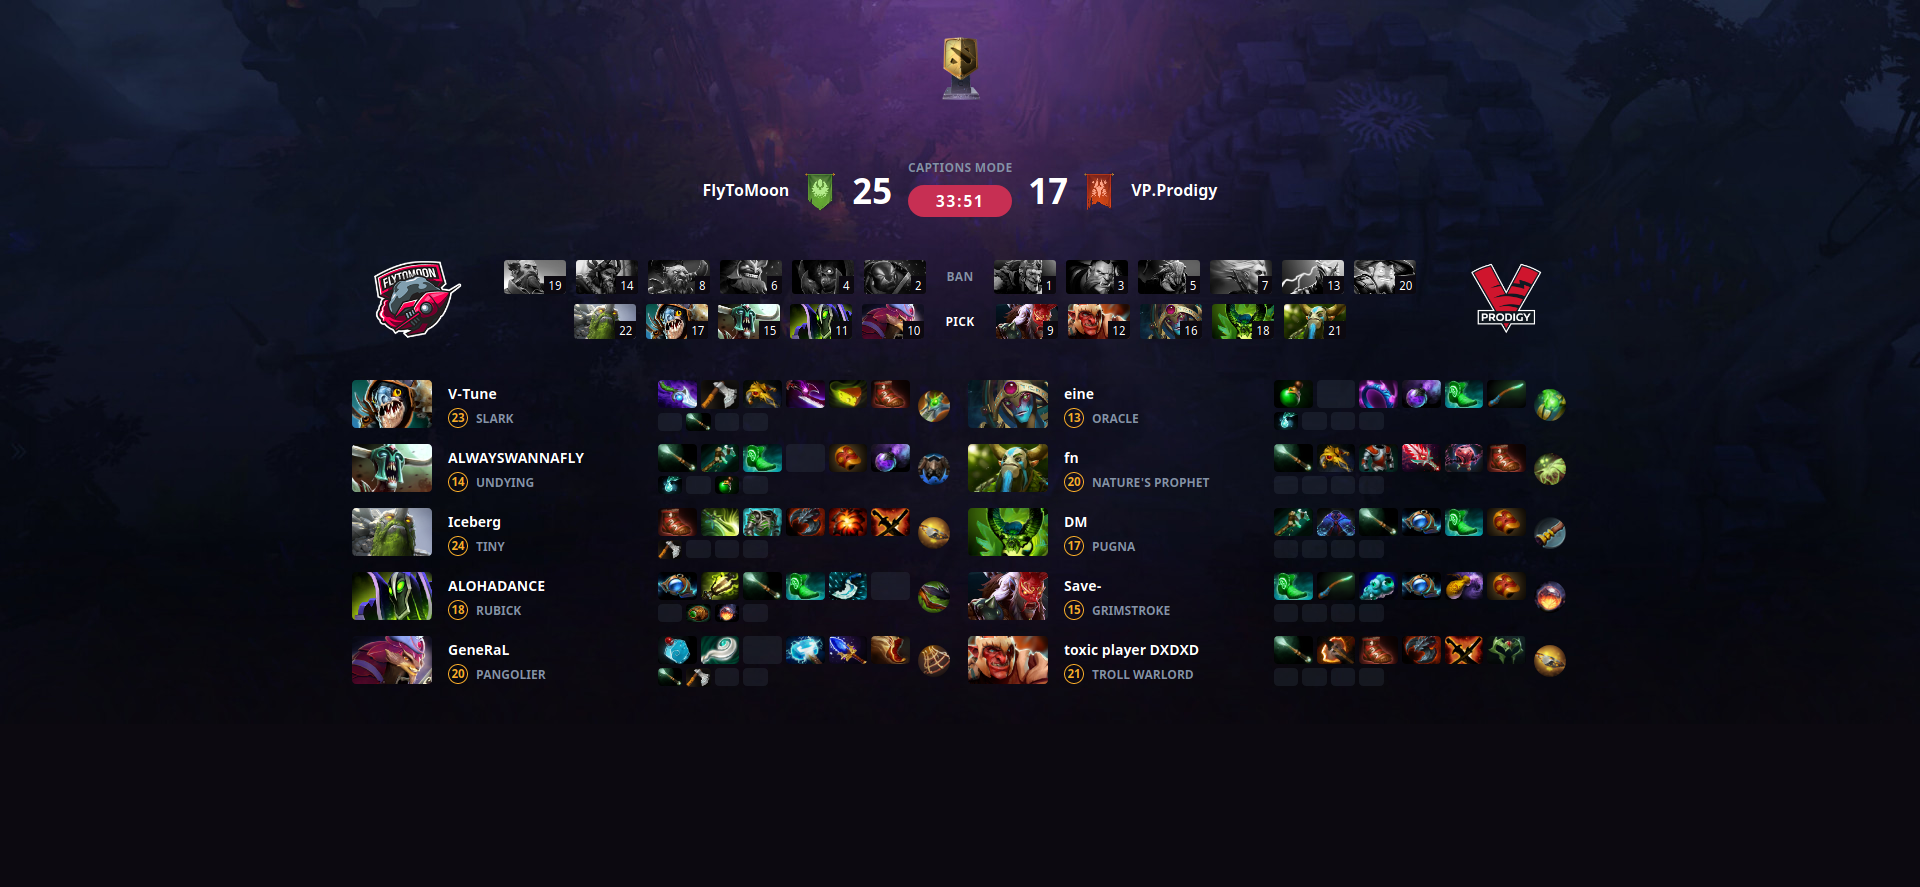 CAPTIONS MODE
FlyToMoon 25 33:51 17 VP.Prodigy
FLYTOMOON
19 14 8 6 4 2 BAN 1 3 5 7 13 20
22 17 15 11 10 PICK 9 12 16 18 21
PRODIGY
V-Tune
23 SLARK
eine
13 ORACLE
ALWAYSWANNAFLY
14 UNDYING
fn
20 NATURE'S PROPHET
Iceberg
24 TINY
DM
17 PUGNA
ALOHADANCE
18 RUBICK
Save-
15 GRIMSTROKE
GeneRaL
20 PANGOLIER
toxic player DXDXD
21 TROLL WARLORD